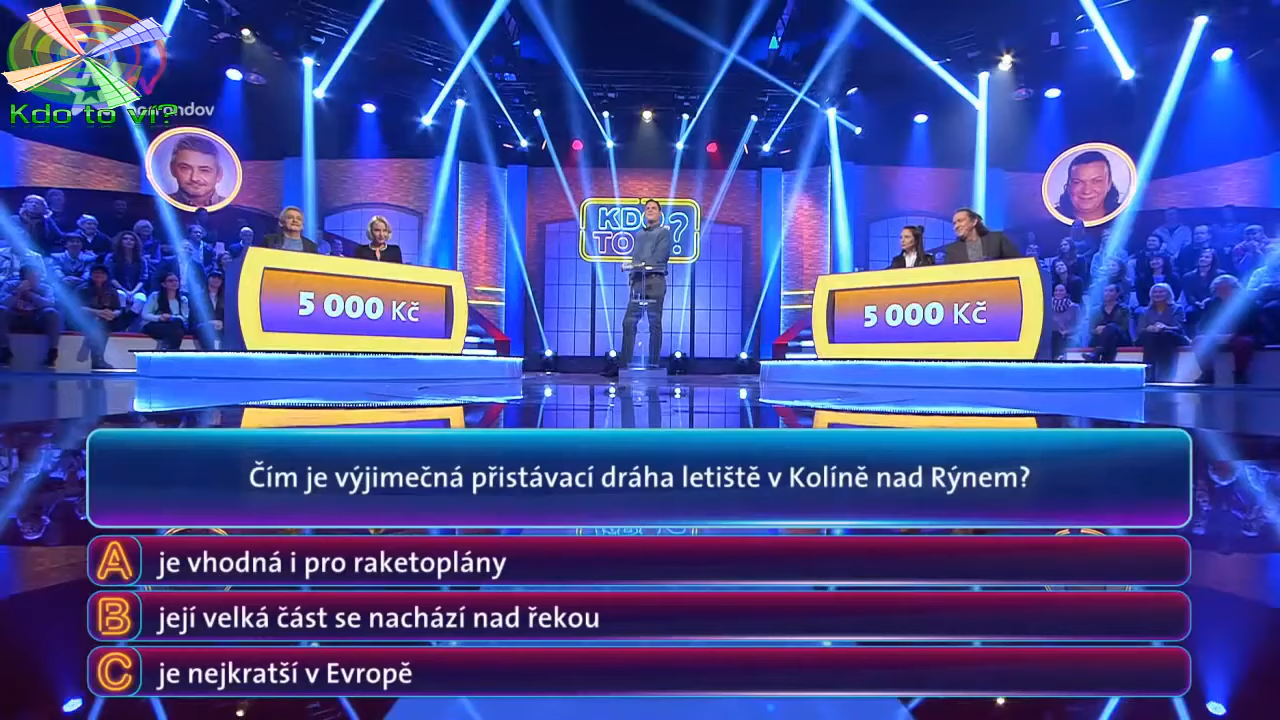 Kdo to ví?
KDO
TO ?
5 000 Kč
5 000 Kč
Čím je výjimečná přistávací dráha letiště v Kolíně nad Rýnem?
A je vhodná i pro raketoplány
B její velká část se nachází nad řekou
C je nejkratší v Evropě